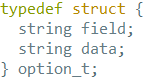 typedef struct {
  string field;
  string data;
} option_t;